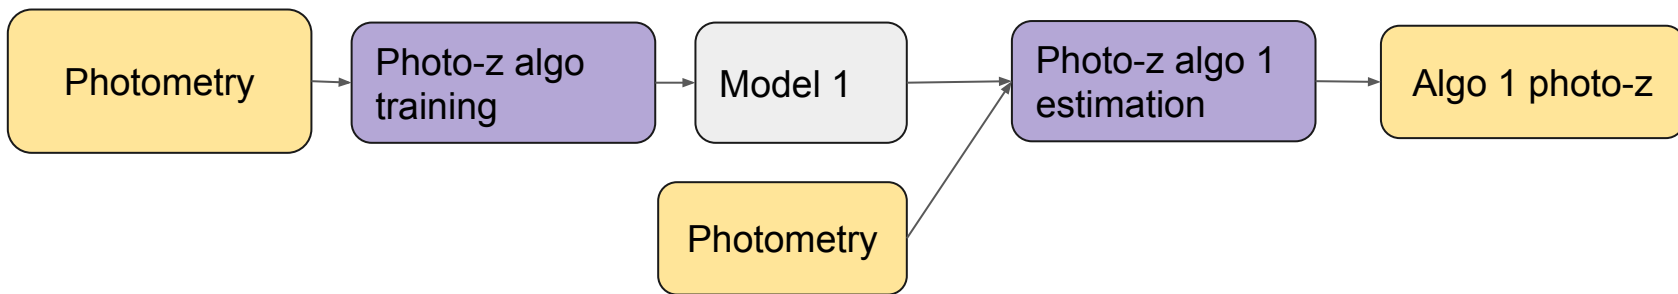 Photometry
Photo-z algo
training
Model 1
Photo-z algo 1
estimation
Algo 1 photo-z
Photometry